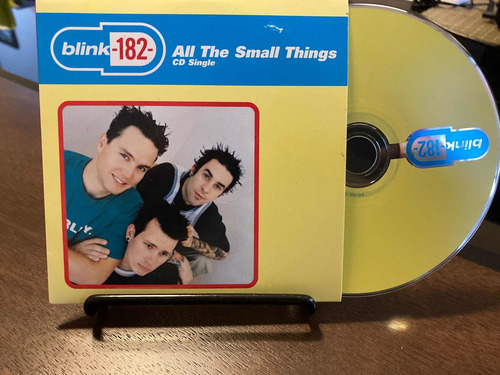 blink-182-
All The Small Things
CD Single
blink-182-